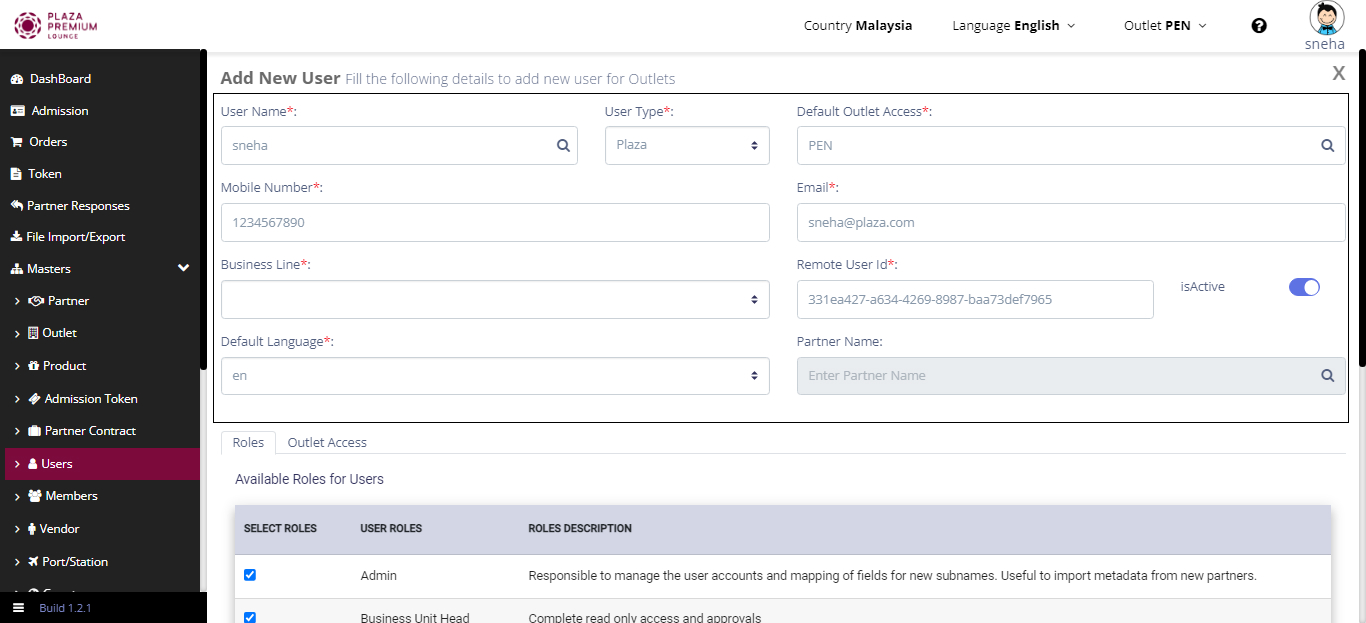 PLAZA
PREMIUM
LOUNGE
Country Malaysia
Language English
Outlet PEN
sneha
DashBoard
Admission
Orders
Token
Partner Responses
File Import/Export
Masters
Partner
Outlet
Product
Admission Token
Partner Contract
Users
Members
Vendor
Port/Station
Build 1.2.1
Add New User Fill the following details to add new user for Outlets
X
User Name*:
User Type*:
Default Outlet Access*:
sneha
Plaza
PEN
Mobile Number*:
Email*:
1234567890
sneha@plaza.com
Business Line*:
Remote User Id*:
331ea427-a634-4269-8987-baa73def7965
isActive
Default Language*:
Partner Name:
en
Enter Partner Name
Roles
Outlet Access
Available Roles for Users
SELECT ROLES USER ROLES ROLES DESCRIPTION
Admin Responsible to manage the user accounts and mapping of fields for new subnames. Useful to import metadata from new partners.
Business Unit Head Complete read only access and approvals